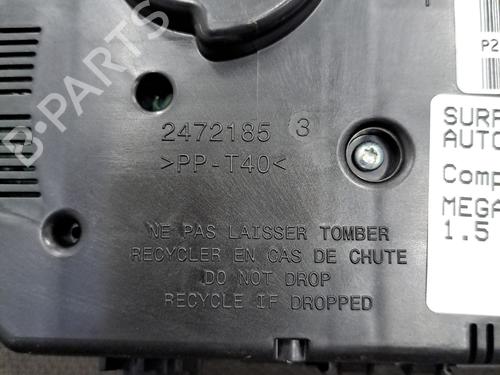 B-PARTS
P2
2472185 3
>PP-T40<
SURF
AUTO
Comp
MEGA
1.5
NE PAS LAISSER TOMBER
RECYCLER EN CAS DE CHUTE
DO NOT DROP
RECYCLE IF DROPPED